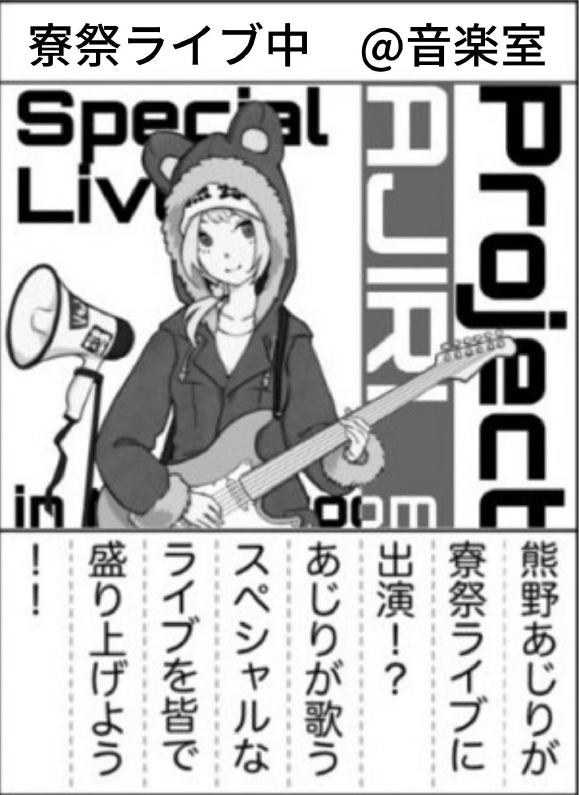 寮祭ライブ中　@音楽室
Special
Live
Project
AJIRI
in
熊野あじりが
寮祭ライブに
出演！？
あじりが歌う
スペシャルな
ライブを皆で
盛り上げよう
！！